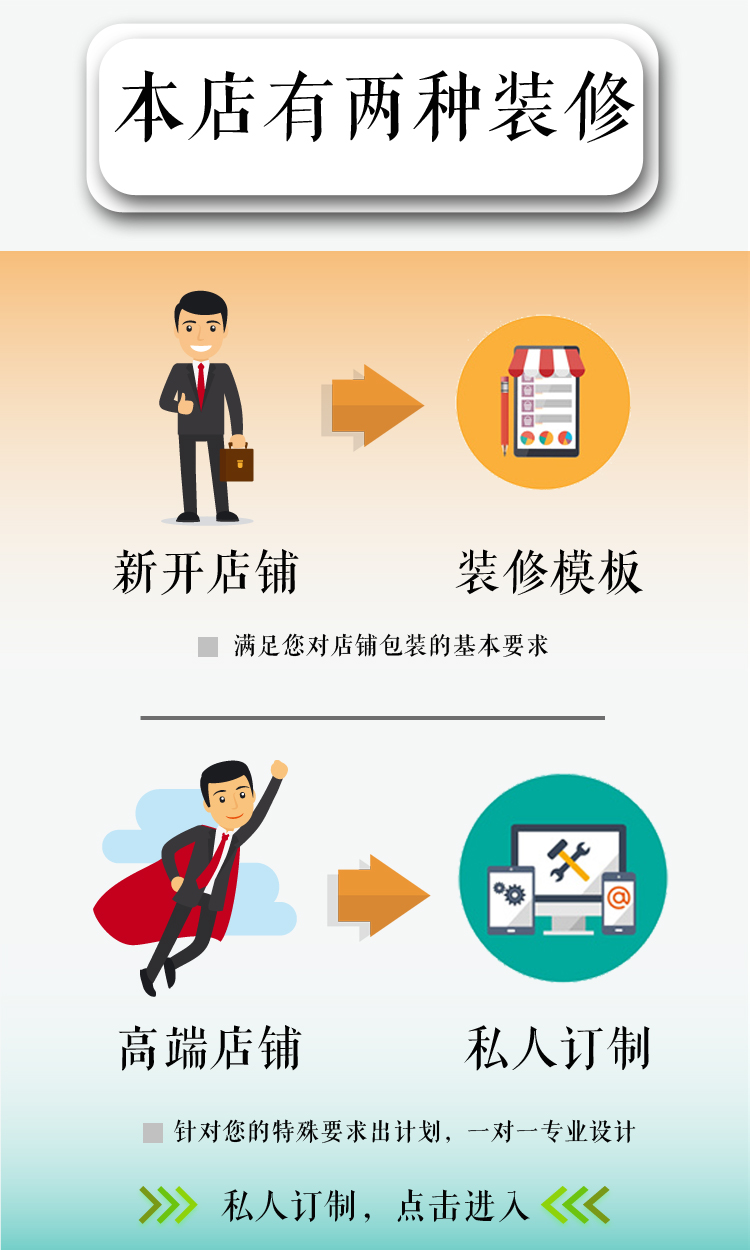 本店有两种装修
新开店铺
装修模板
满足您对店铺包装的基本要求
高端店铺
私人订制
针对您的特殊要求出计划，一对一专业设计
私人订制，点击进入